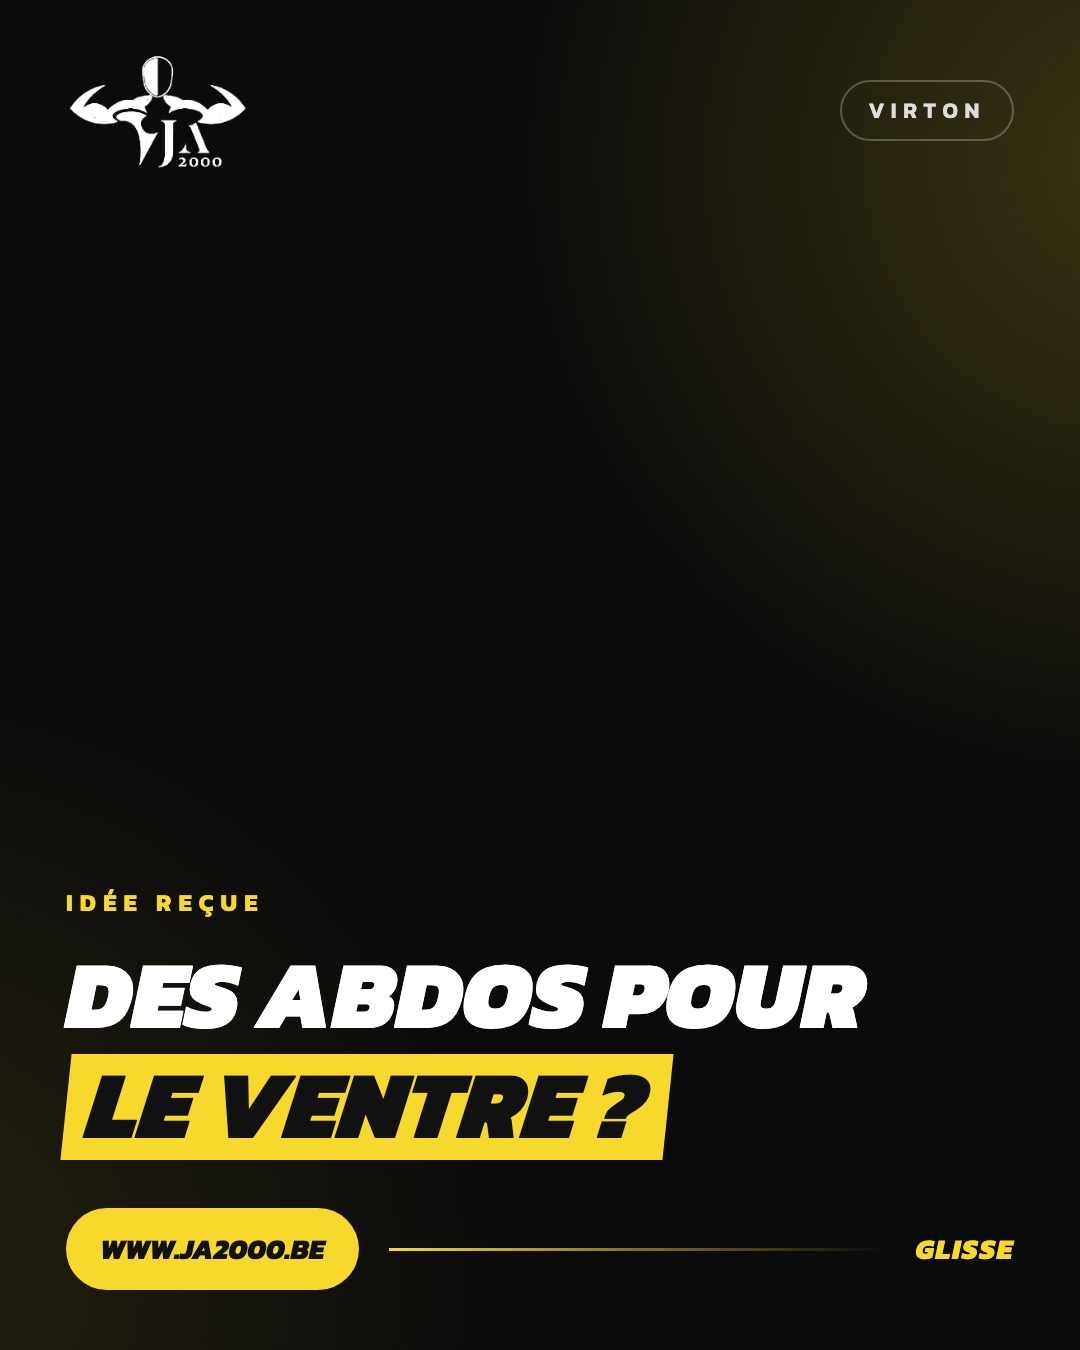 JA
2000
VIRTON
IDÉE REÇUE
DES ABDOS POUR
LE VENTRE ?
WWW.JA2000.BE
GLISSE